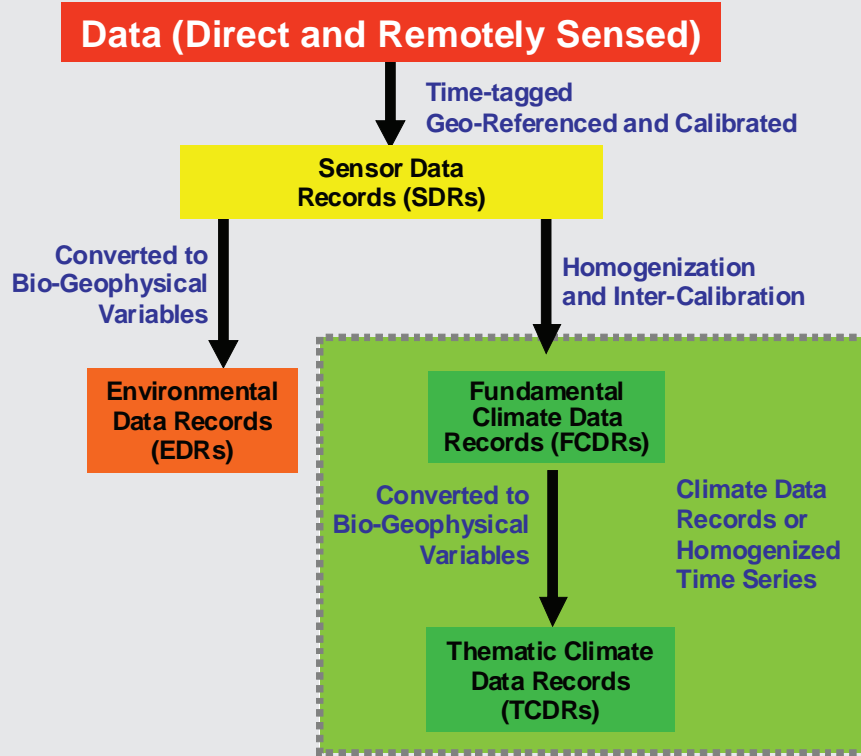 Data (Direct and Remotely Sensed)
Time-tagged
Geo-Referenced and Calibrated
Sensor Data
Records (SDRs)
Converted to
Bio-Geophysical
Variables
Homogenization
and Inter-Calibration
Environmental
Data Records
(EDRs)
Fundamental
Climate Data
Records (FCDRs)
Converted to
Bio-Geophysical
Variables
Climate Data
Records or
Homogenized
Time Series
Thematic Climate
Data Records
(TCDRs)